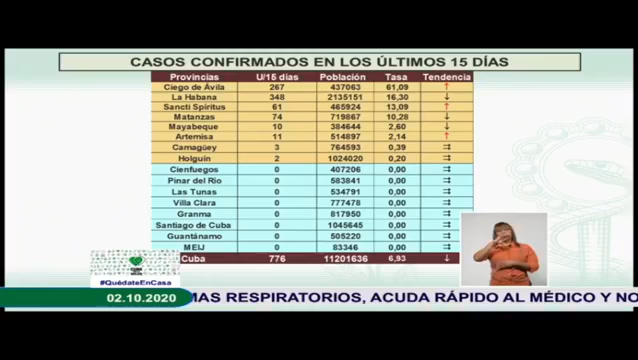 CASOS CONFIRMADOS EN LOS ÚLTIMOS 15 DÍAS
Provincias U/15 días Población Tasa Tendencia
Ciego de Ávila 267 437063 61,09 ↑
La Habana 348 2135151 16,30 ↓
Sancti Spíritus 61 465924 13,09 ↑
Matanzas 74 719867 10,28 ↓
Mayabeque 10 384644 2,60 ↓
Artemisa 11 514897 2,14 ↑
Camagüey 3 764593 0,39 ⇉
Holguín 2 1024020 0,20 ⇉
Cienfuegos 0 407206 0,00 ⇉
Pinar del Río 0 583841 0,00 ⇉
Las Tunas 0 534791 0,00 ⇉
Villa Clara 0 777478 0,00 ⇉
Granma 0 817950 0,00 ⇉
Santiago de Cuba 0 1045645 0,00
Guantánamo 0 505220 0,00
MEIJ 0 83346 0,00
Cuba 776 11201636 6,93 ↓
#QuédateEnCasa
02.10.2020 MAS RESPIRATORIOS, ACUDA RÁPIDO AL MÉDICO Y NO